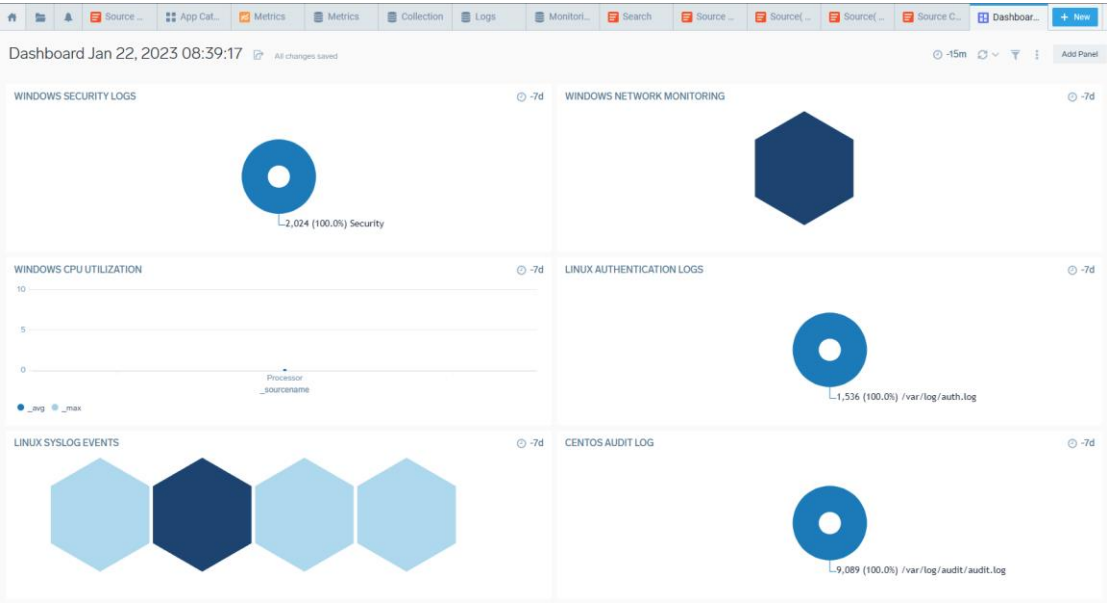 Source ...
App Cat...
Metrics
Metrics
Collection
Logs
Monitori...
Search
Source ...
Source( ...
Source( ...
Source C...
Dashboar...
+ New
Dashboard Jan 22, 2023 08:39:17
All changes saved
-15m
Add Panel
WINDOWS SECURITY LOGS
-7d
2,024 (100.0%) Security
WINDOWS NETWORK MONITORING
-7d
WINDOWS CPU UTILIZATION
-7d
10
5
0
Processor
_sourcename
_avg
_max
LINUX AUTHENTICATION LOGS
-7d
1,536 (100.0%) /var/log/auth.log
LINUX SYSLOG EVENTS
-7d
CENTOS AUDIT LOG
-7d
9,089 (100.0%) /var/log/audit/audit.log